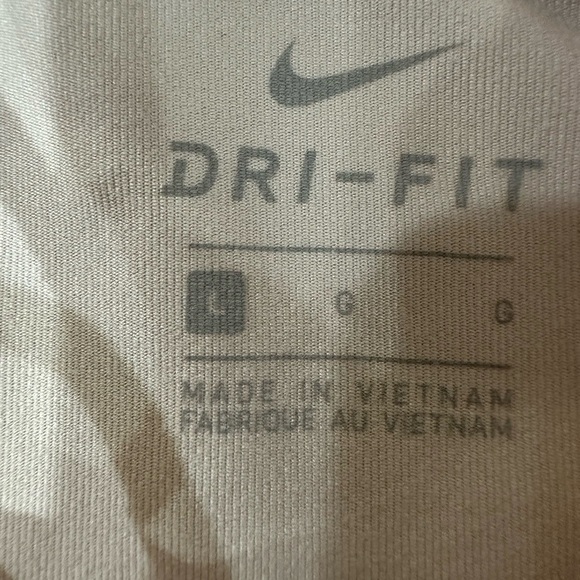 DRI-FIT
L G G
MADE IN VIETNAM
FABRIQUE AU VIETNAM